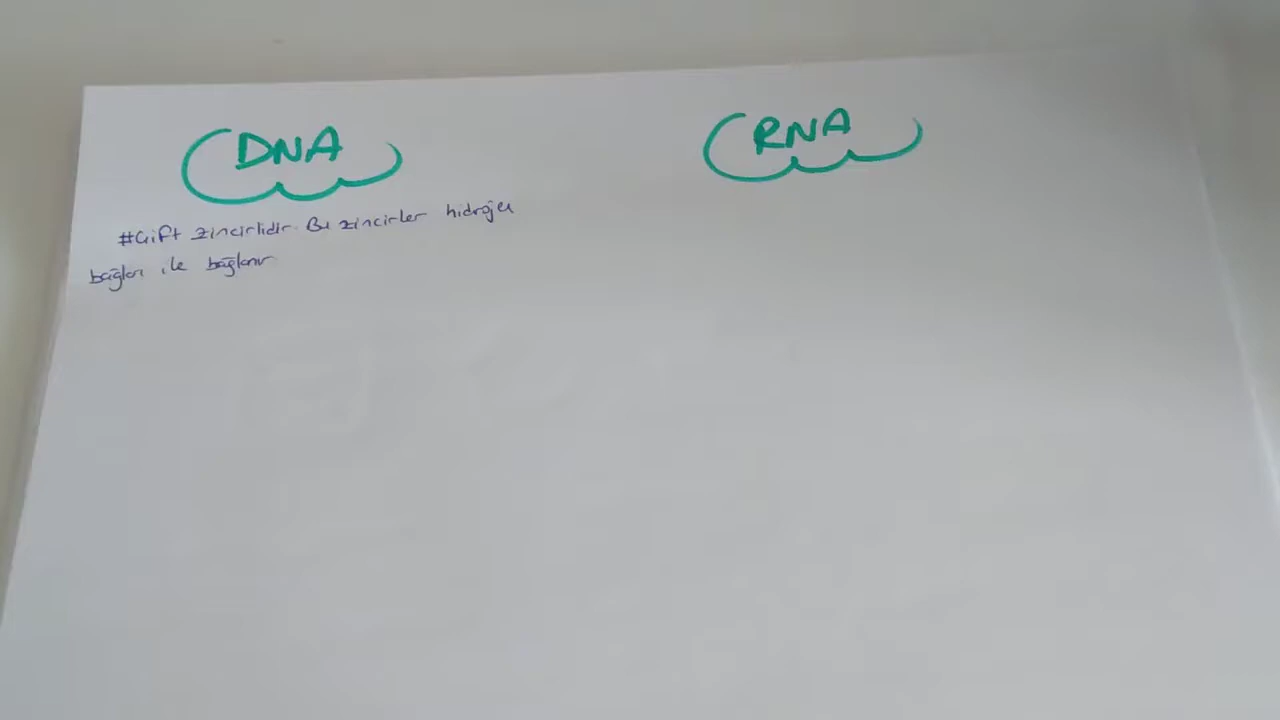 DNA
RNA
#Çift zincirlidir. Bu zincirler hidrojen
bağları ile bağlanır